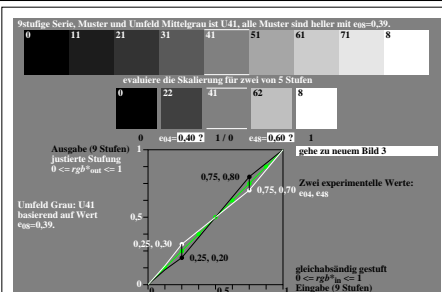 9stufige Serie, Muster und Umfeld Mittelgrau ist U41, alle Muster sind heller mit e08=0,39.
0 11 21 31 41 51 61 71 8
evaluiere die Skalierung für zwei von 5 Stufen
0 22 41 62 8
0 e04=0,40 ? 1 / 0 e48=0,60 ? 1
Ausgabe (9 Stufen)
justierte Stufung
0 <= rgb*out <= 1
1
gehe zu neuem Bild 3
0,75, 0,80
0,75, 0,70
Zwei experimentelle Werte:
e04, e48
Umfeld Grau: U41
basierend auf Wert
e08=0,39.
0,5
0,25, 0,30
0,25, 0,20
gleichabsändig gestuft
0 <= rgb*in <= 1
Eingabe (9 Stufen)
0
0 0,5 1